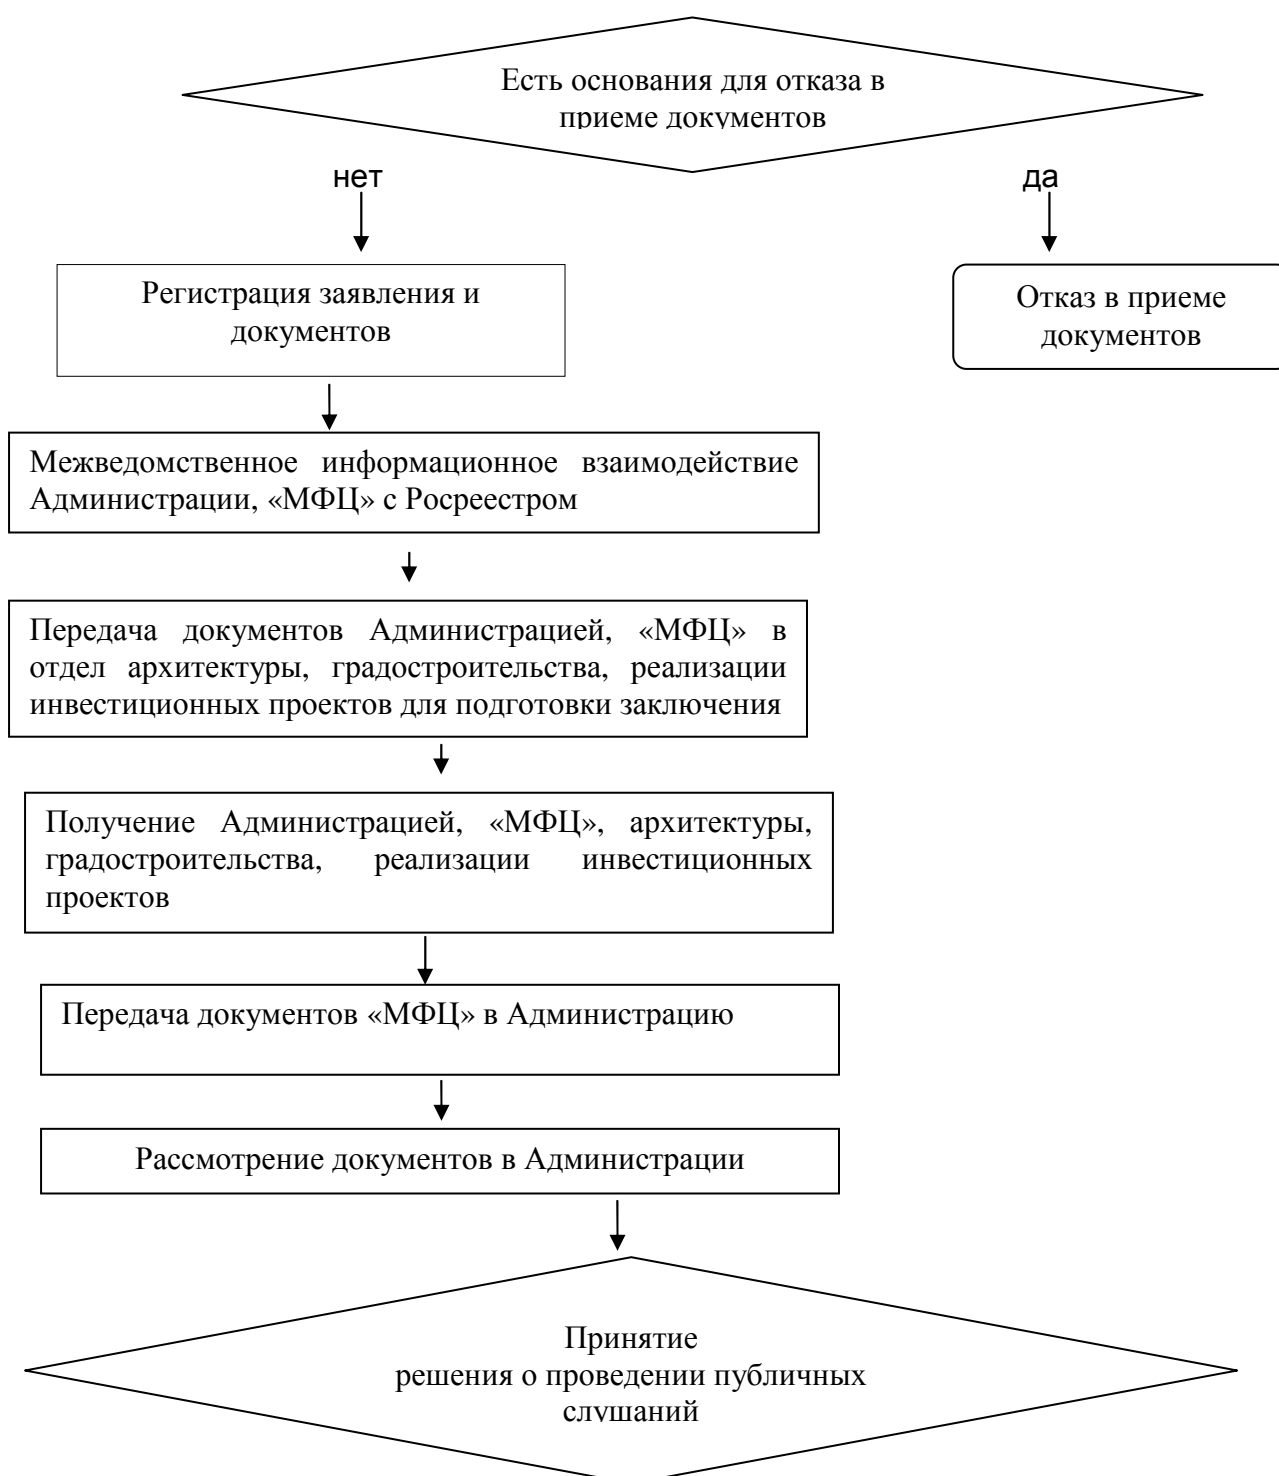 Есть основания для отказа в
приеме документов
нет
да
Регистрация заявления и
документов
Отказ в приеме
документов
Межведомственное информационное взаимодействие
Администрации, «МФЦ» с Росреестром
Передача документов Администрацией, «МФЦ» в
отдел архитектуры, градостроительства, реализации
инвестиционных проектов для подготовки заключения
Получение Администрацией, «МФЦ», архитектуры,
градостроительства, реализации инвестиционных
проектов
Передача документов «МФЦ» в Администрацию
Рассмотрение документов в Администрации
Принятие
решения о проведении публичных
слушаний